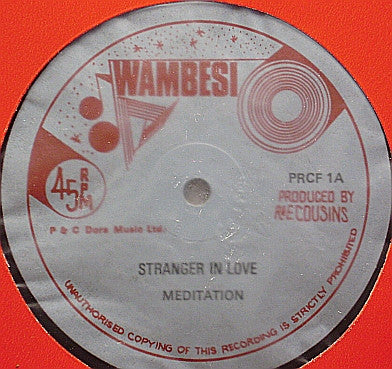 WAMBESI
45 RPM
PRCF 1A
PRODUCED BY
P & C Dora Music Ltd.
STRANGER IN LOVE
MEDITATION
UNAUTHORISED COPYING OF THIS RECORDING IS STRICTLY PROHIBITED